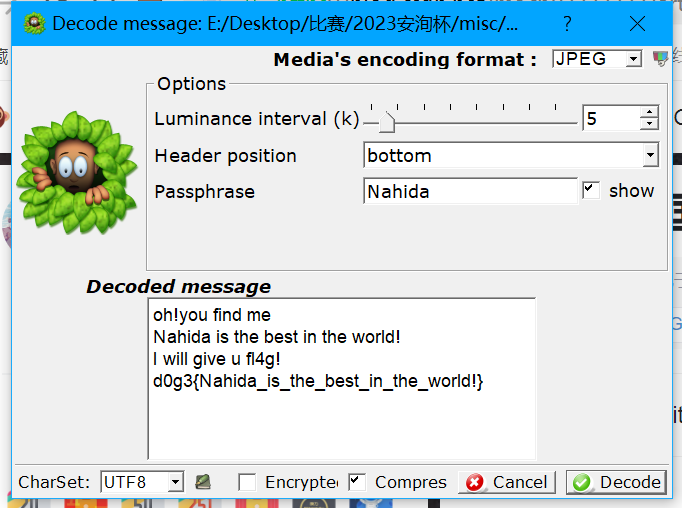 Decode message: E:/Desktop/比赛/2023安洵杯/misc/...
?
Media's encoding format :
JPEG
Options
Luminance interval (k)
5
Header position
bottom
Passphrase
Nahida
show
Decoded message
oh!you find me
Nahida is the best in the world!
I will give u fl4g!
d0g3{Nahida_is_the_best_in_the_world!}
CharSet:
UTF8
Encrypte
Compres
Cancel
Decode